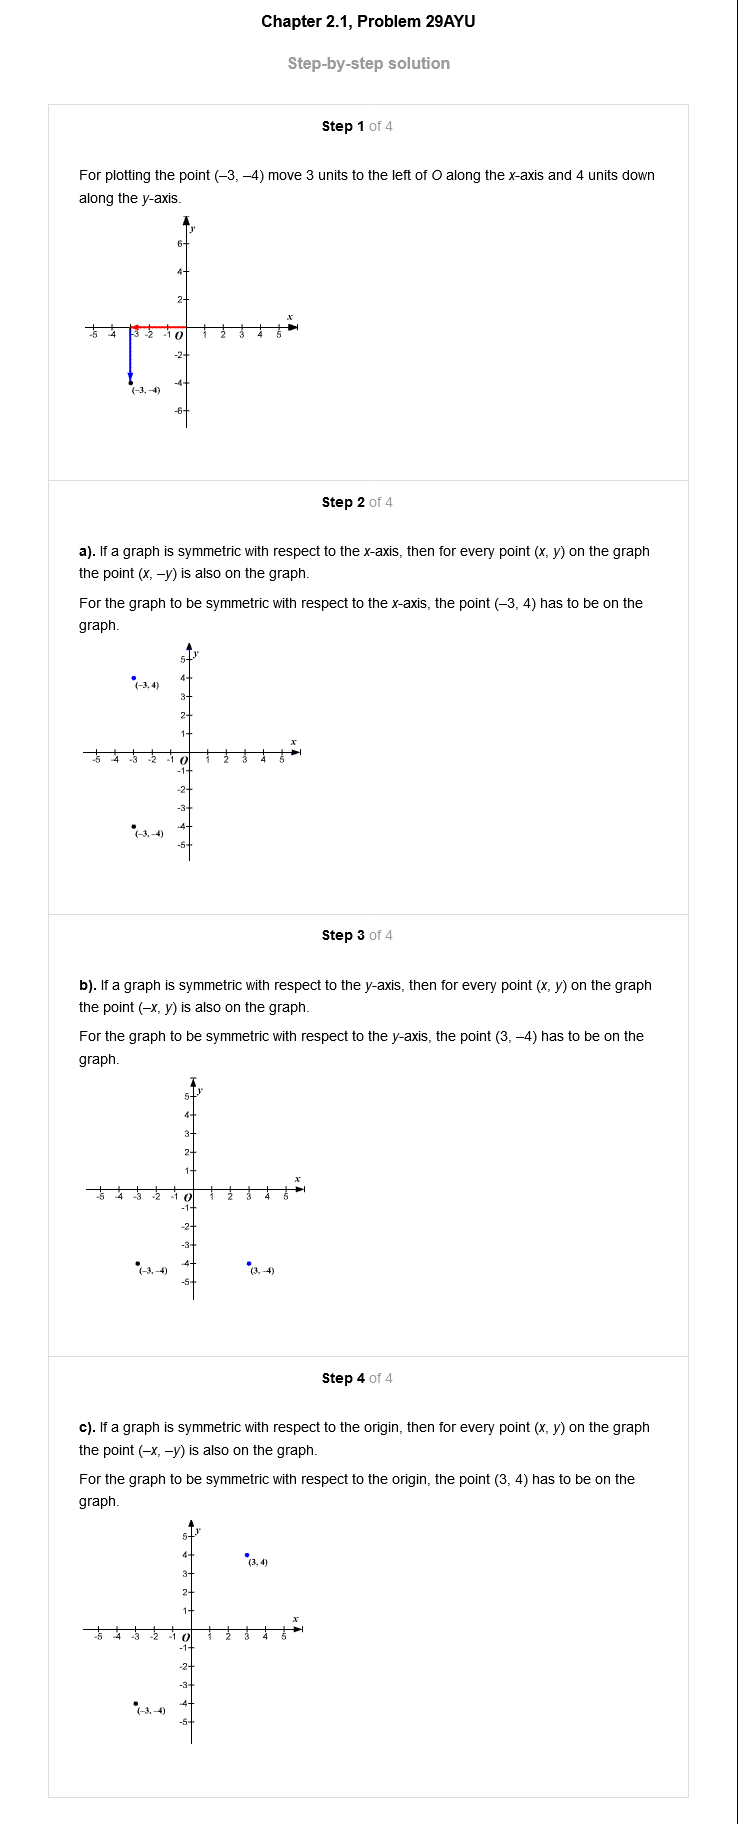 Chapter 2.1, Problem 29AYU
Step-by-step solution
Step 1 of 4
For plotting the point (–3, –4) move 3 units to the left of O along the x-axis and 4 units down
along the y-axis.
y
6
4
2
x
-5 -4 -3 -2 -1 O 1 2 3 4 5
-2
-4
(–3, –4)
-6
Step 2 of 4
a). If a graph is symmetric with respect to the x-axis, then for every point (x, y) on the graph
the point (x, –y) is also on the graph.
For the graph to be symmetric with respect to the x-axis, the point (–3, 4) has to be on the
graph.
y
5
4
(–3, 4)
3
2
1
x
-5 -4 -3 -2 -1 O 1 2 3 4 5
-1
-2
-3
-4
(–3, –4)
-5
Step 3 of 4
b). If a graph is symmetric with respect to the y-axis, then for every point (x, y) on the graph
the point (–x, y) is also on the graph.
For the graph to be symmetric with respect to the y-axis, the point (3, –4) has to be on the
graph.
y
5
4
3
2
1
x
-5 -4 -3 -2 -1 O 1 2 3 4 5
-1
-2
-3
-4
(–3, –4) (3, –4)
-5
Step 4 of 4
c). If a graph is symmetric with respect to the origin, then for every point (x, y) on the graph
the point (–x, –y) is also on the graph.
For the graph to be symmetric with respect to the origin, the point (3, 4) has to be on the
graph.
y
5
4
(3, 4)
3
2
1
x
-5 -4 -3 -2 -1 O 1 2 3 4 5
-1
-2
-3
-4
(–3, –4)
-5